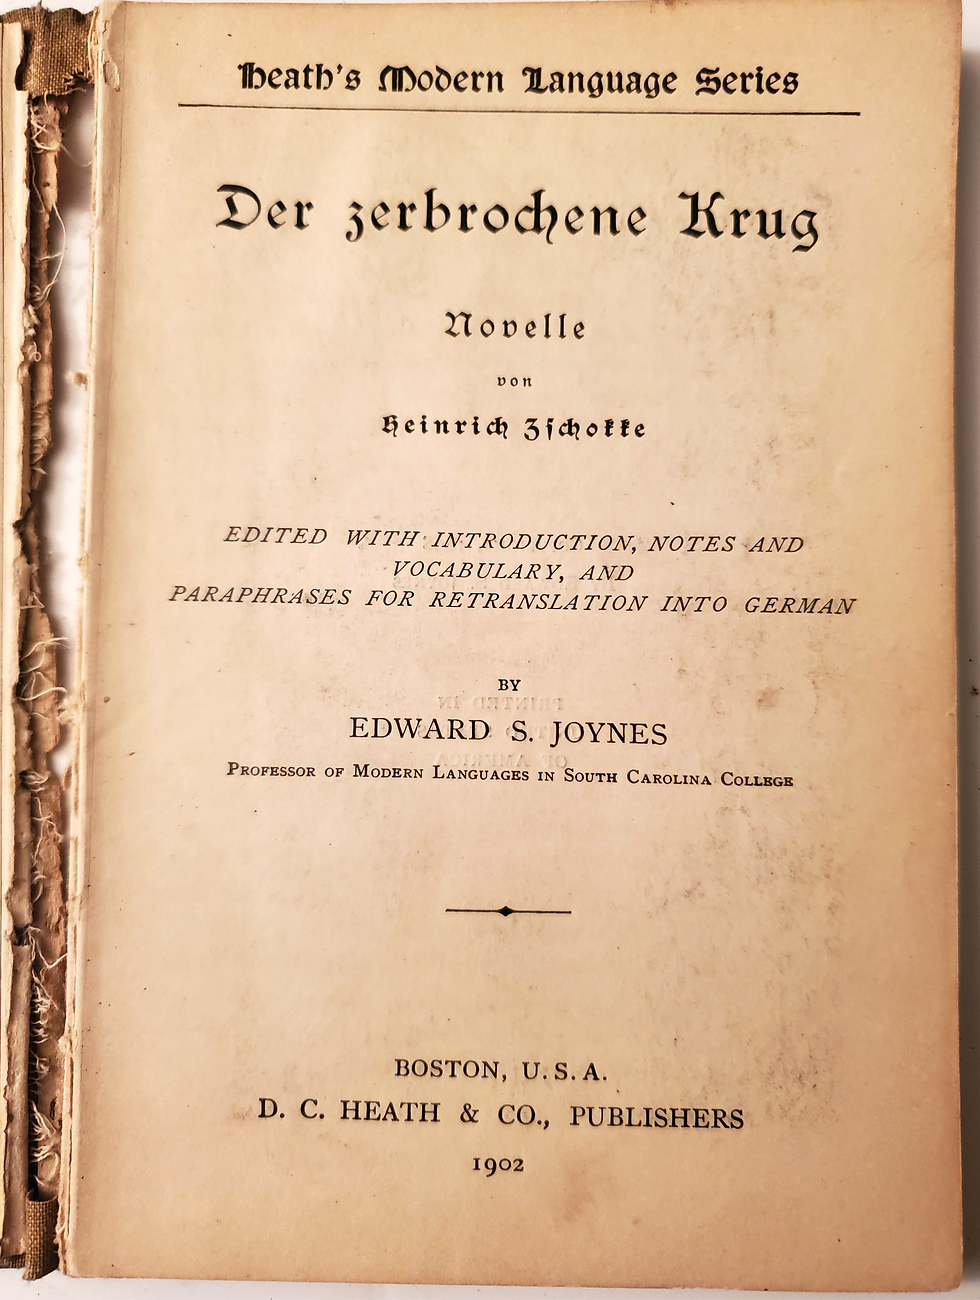 Heath's Modern Language Series
Der zerbrochene Krug
Novelle
von
Heinrich Zschokke
EDITED WITH INTRODUCTION, NOTES AND
VOCABULARY, AND
PARAPHRASES FOR RETRANSLATION INTO GERMAN
BY
EDWARD S. JOYNES
PROFESSOR OF MODERN LANGUAGES IN SOUTH CAROLINA COLLEGE
BOSTON, U.S.A.
D. C. HEATH & CO., PUBLISHERS
1902